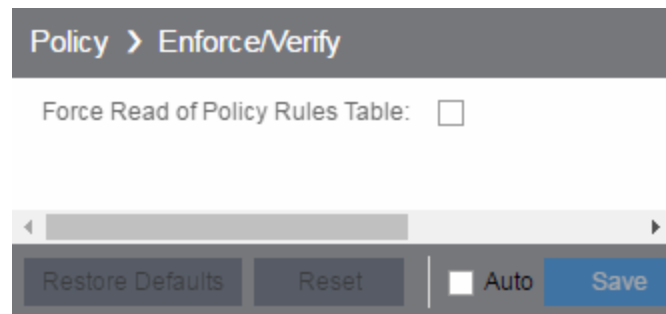 Policy > Enforce/Verify
Force Read of Policy Rules Table:
Restore Defaults Reset Auto Save